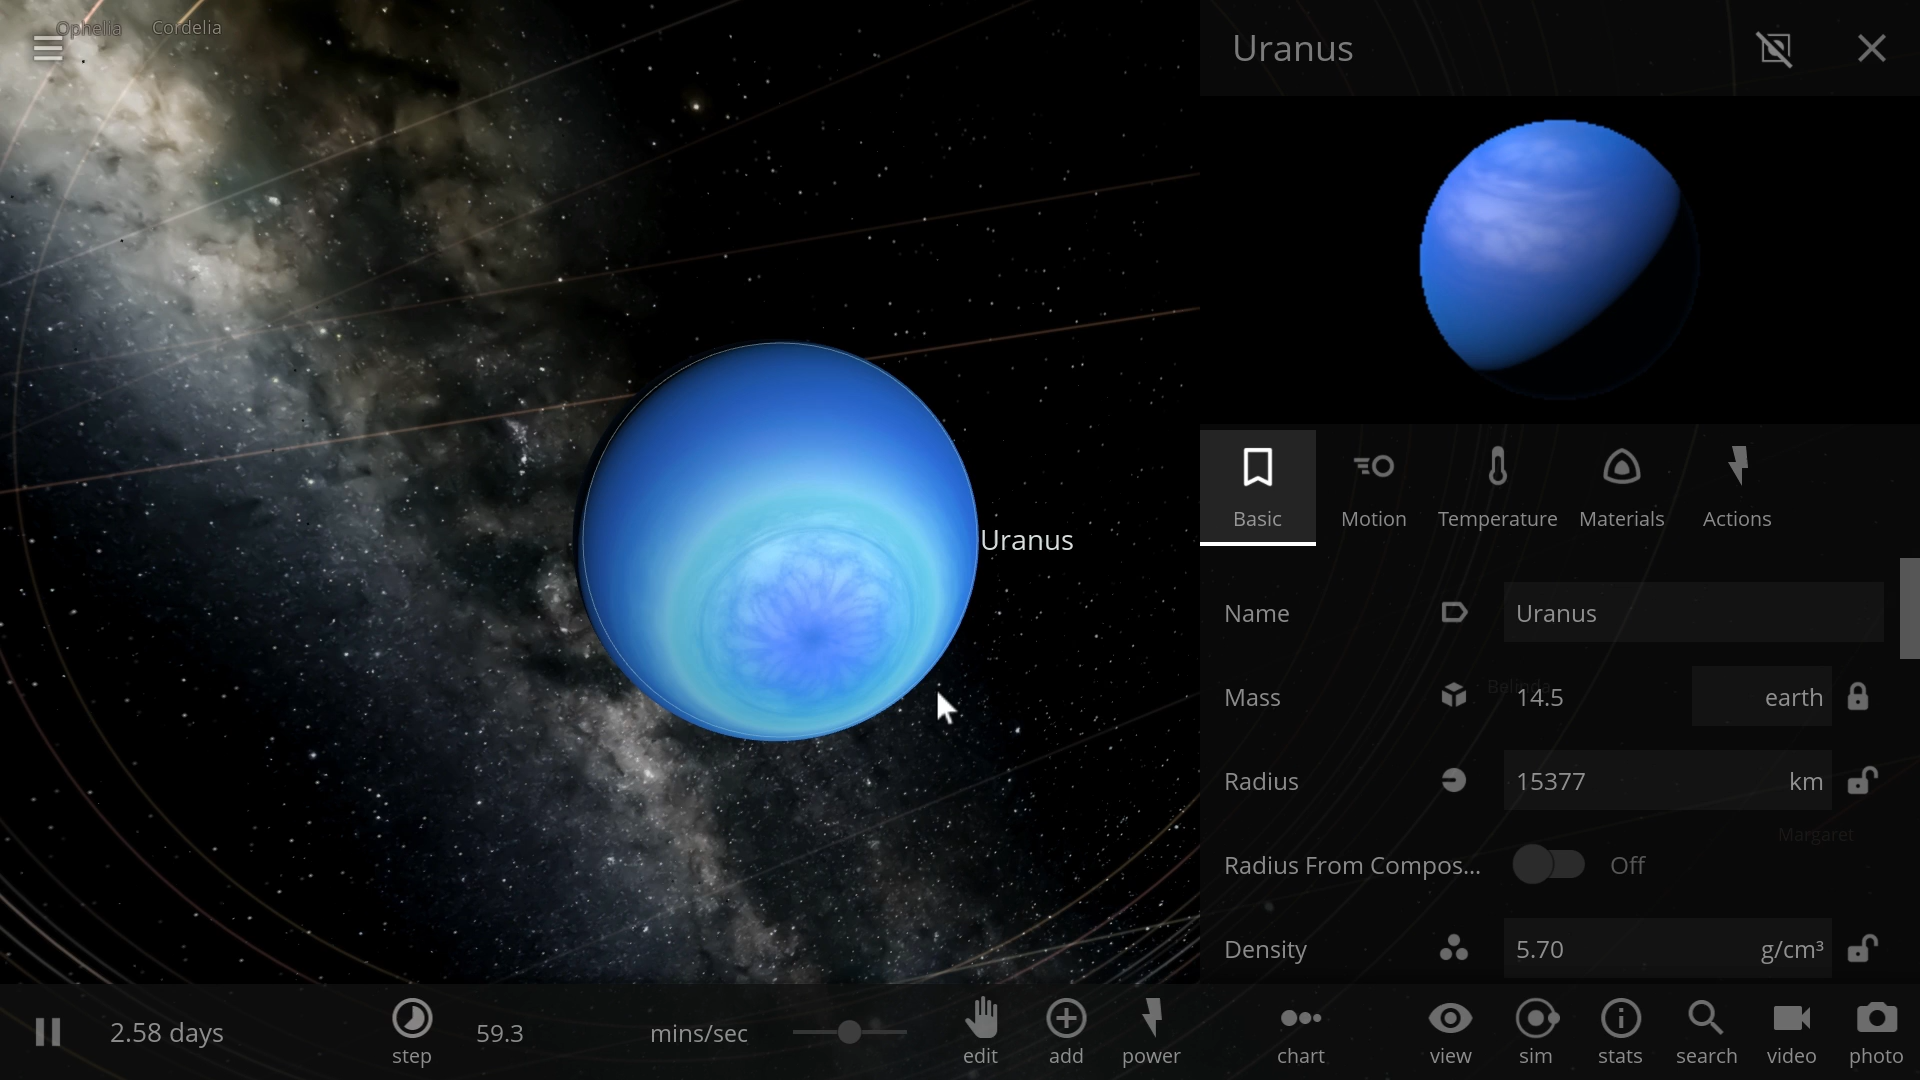 Ophelia Cordelia
Uranus
Uranus
Basic
Motion
Temperature
Materials
Actions
Name
Uranus
Mass
Belinda
14.5
earth
Radius
15377
km
Margaret
Radius From Compos...
Off
Density
5.70
g/cm³
2.58 days
step
59.3
mins/sec
edit
add
power
chart
view
sim
stats
search
video
photo